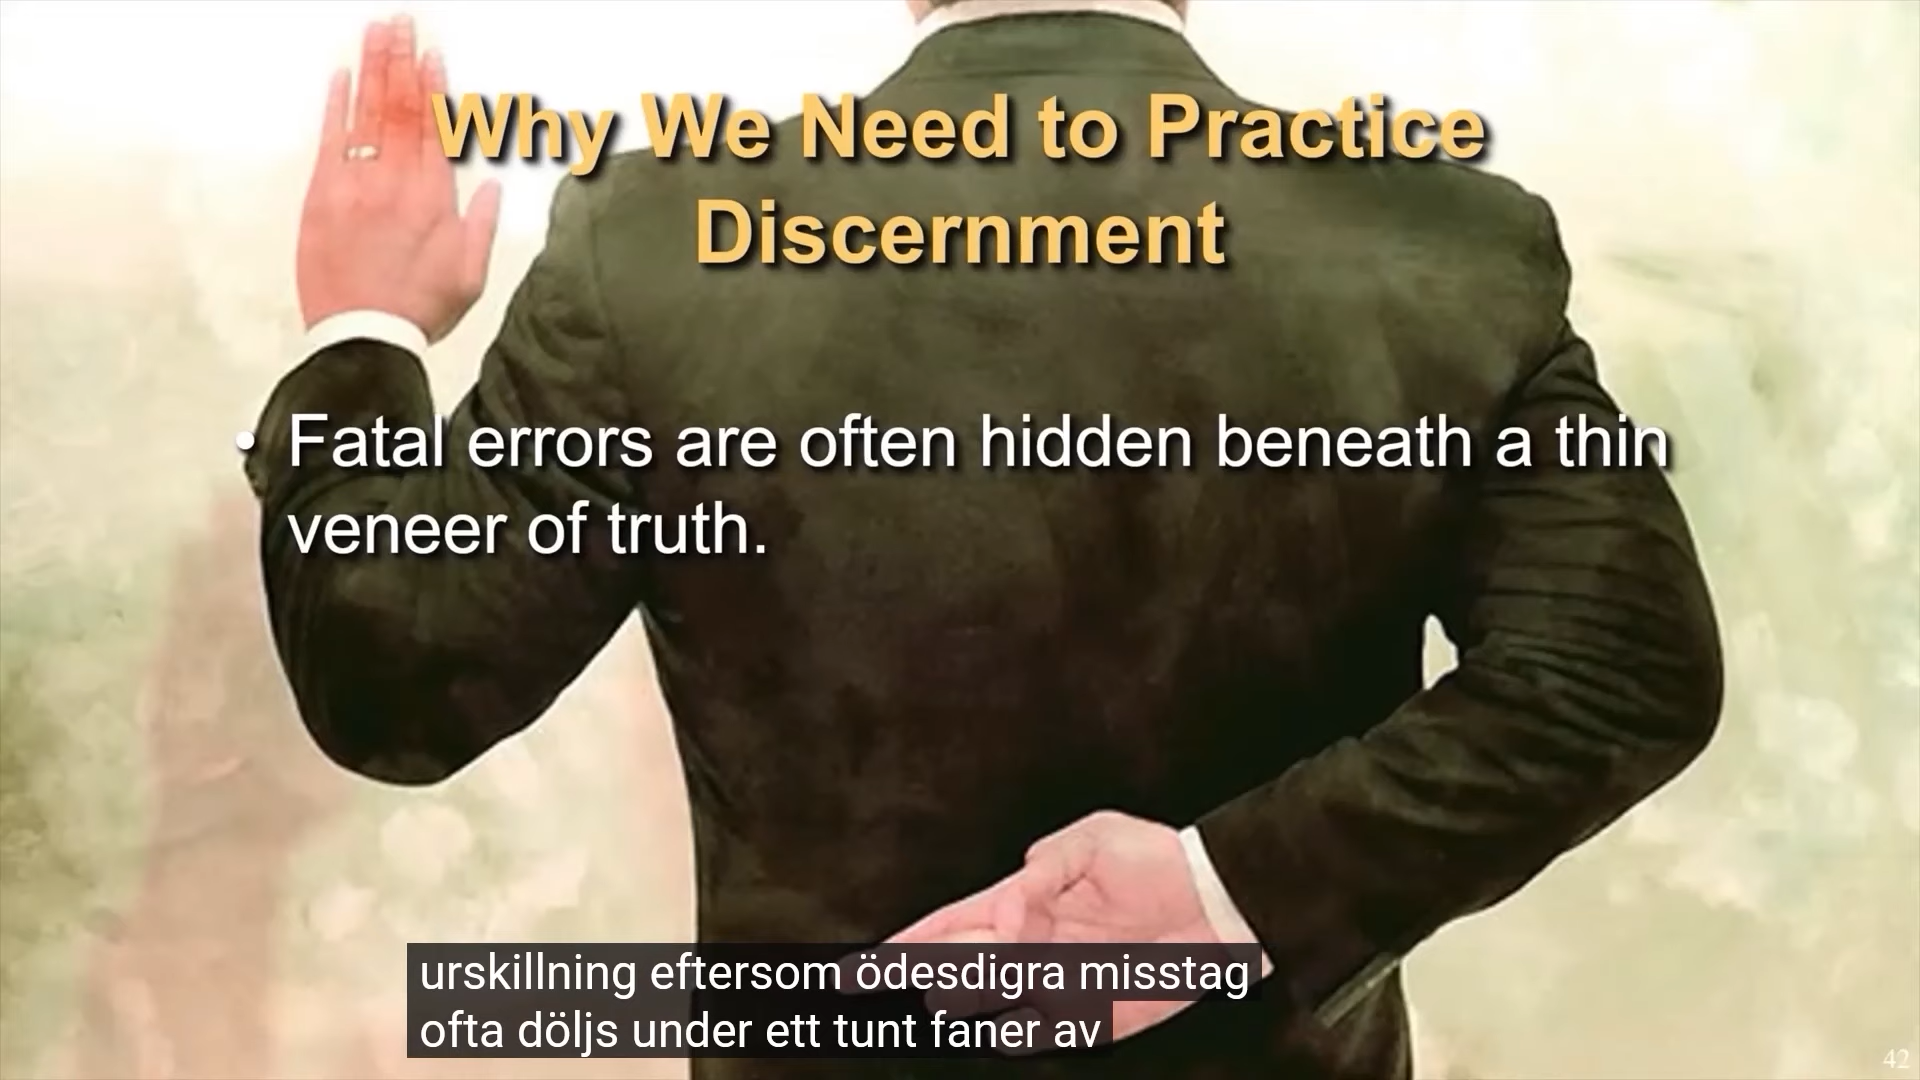 Why We Need to Practice
Discernment
• Fatal errors are often hidden beneath a thin
veneer of truth.
urskillning eftersom ödesdigra misstag
ofta döljs under ett tunt faner av
42